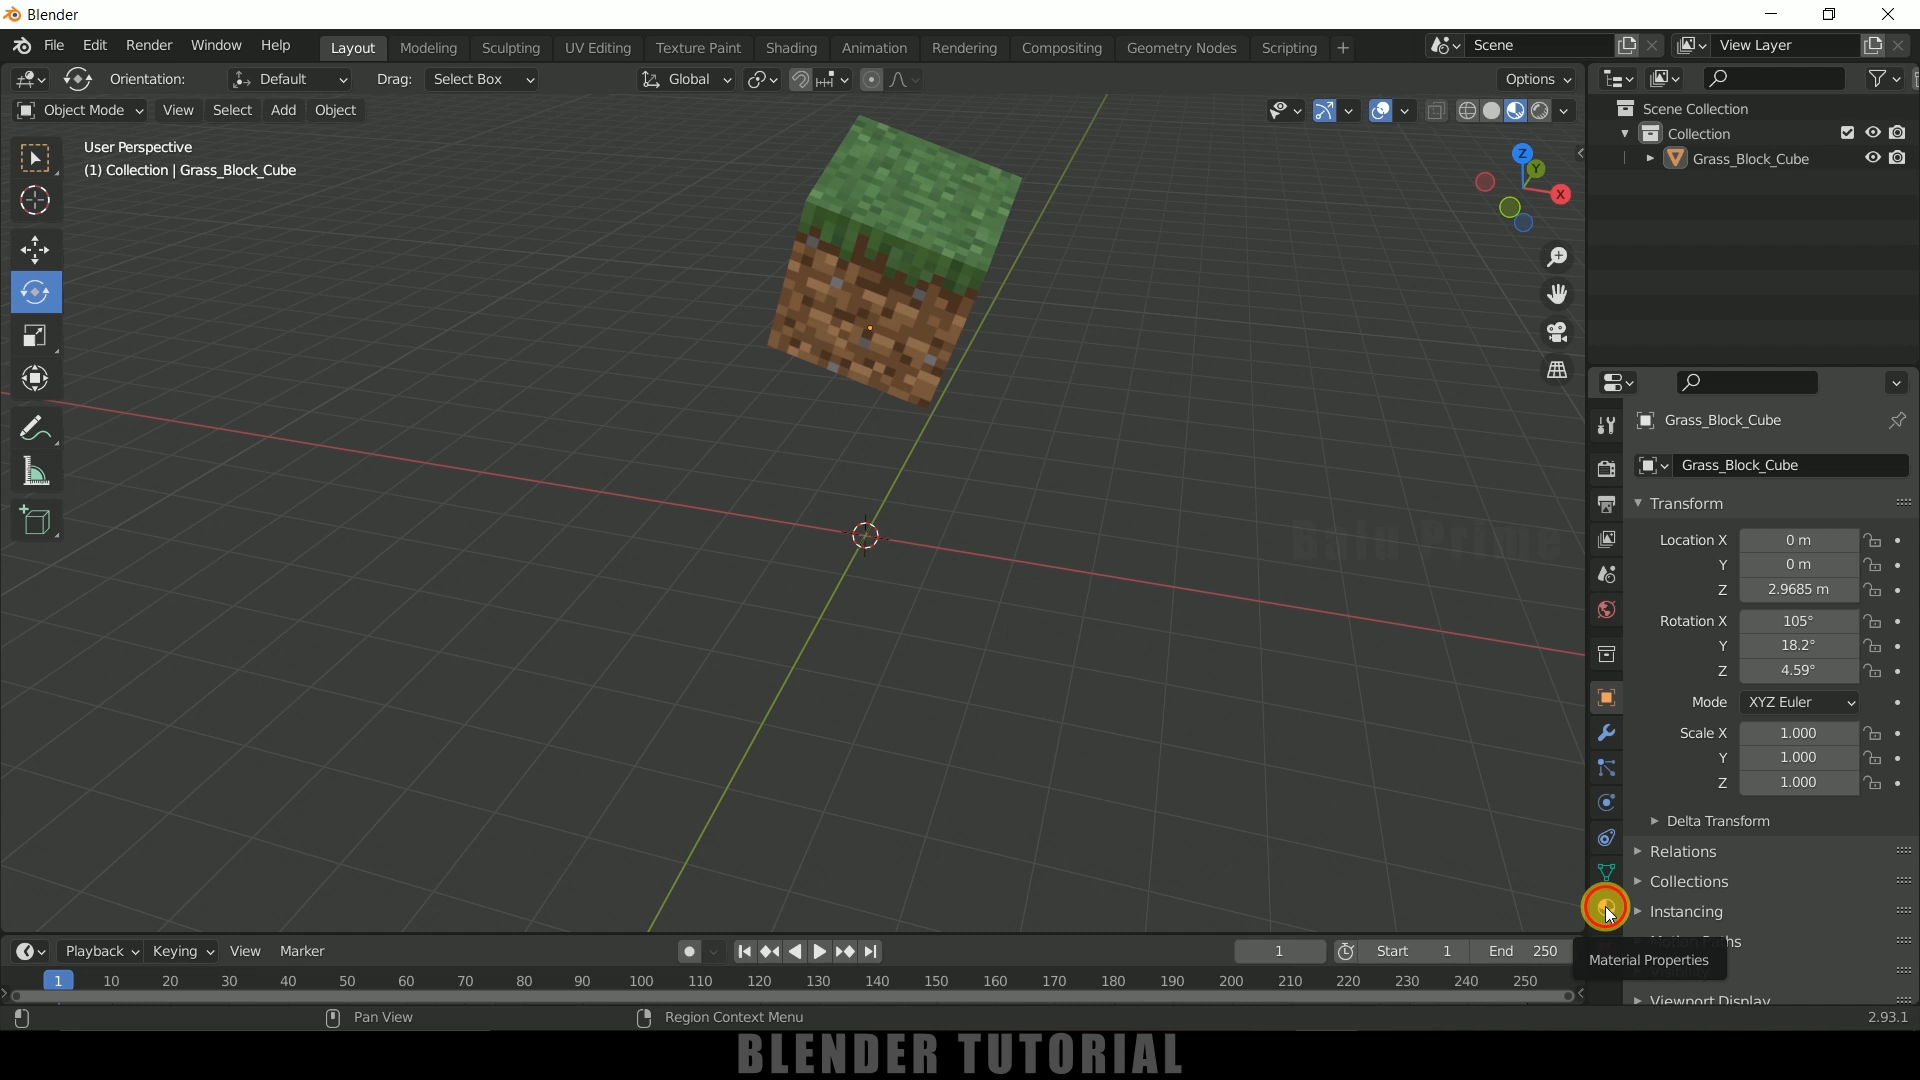 Blender
File Edit Render Window Help Layout Modeling Sculpting UV Editing Texture Paint Shading Animation Rendering Compositing Geometry Nodes Scripting + Scene View Layer
Orientation: Default Drag: Select Box Global Options
Object Mode View Select Add Object
User Perspective
(1) Collection | Grass_Block_Cube
Z
Y
X
Scene Collection
Collection
Grass_Block_Cube
Grass_Block_Cube
Grass_Block_Cube
Transform
Location X 0 m
Y 0 m
Z 2.9685 m
Rotation X 105°
Y 18.2°
Z 4.59°
Mode XYZ Euler
Scale X 1.000
Y 1.000
Z 1.000
Delta Transform
Relations
Collections
Instancing
Motion Paths
Material Properties
Visibility
Viewport Display
Baiu Prime
Playback Keying View Marker 1 Start 1 End 250
1 10 20 30 40 50 60 70 80 90 100 110 120 130 140 150 160 170 180 190 200 210 220 230 240 250
Pan View Region Context Menu 2.93.1
BLENDER TUTORIAL